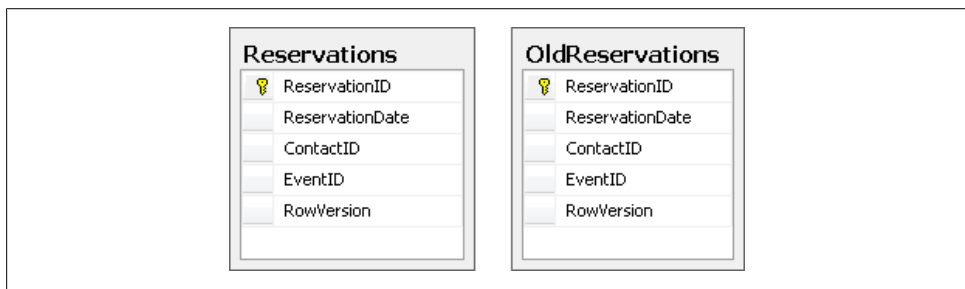 Reservations
ReservationID
ReservationDate
ContactID
EventID
RowVersion
OldReservations
ReservationID
ReservationDate
ContactID
EventID
RowVersion